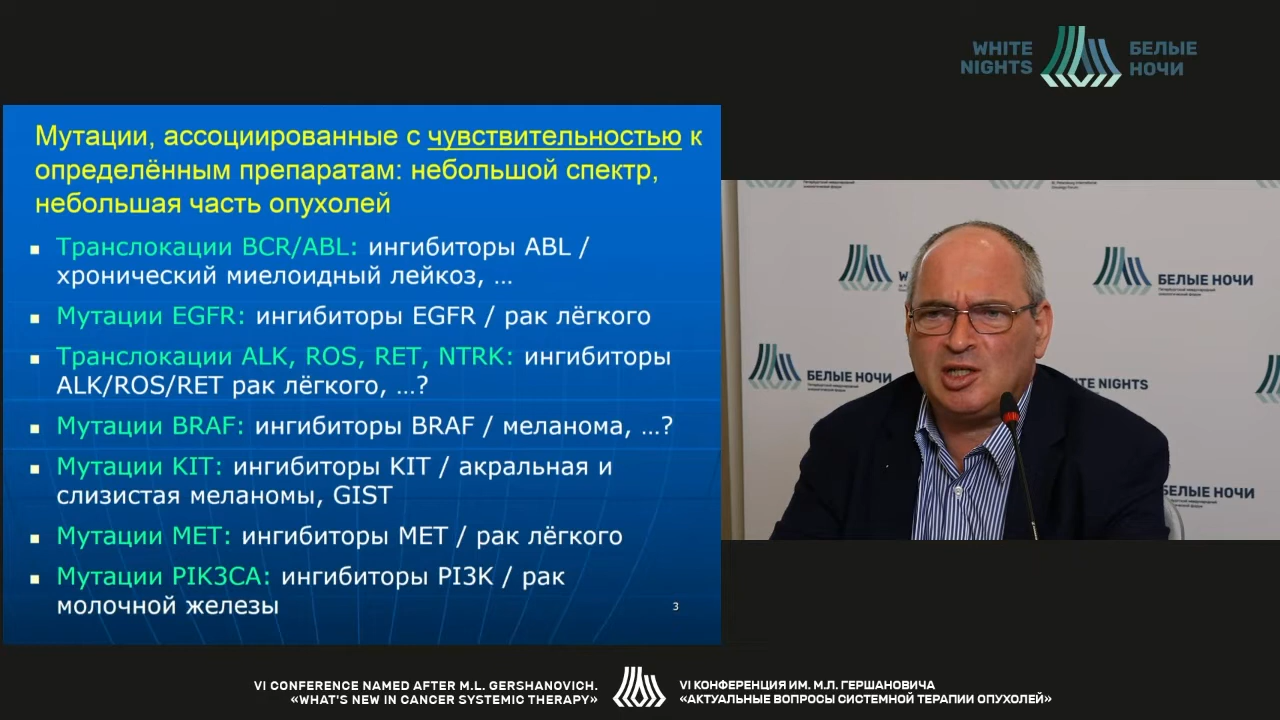 WHITE
NIGHTS
БЕЛЫЕ
НОЧИ
Мутации, ассоциированные с чувствительностью к
определённым препаратам: небольшой спектр,
небольшая часть опухолей
Транслокации BCR/ABL: ингибиторы ABL /
хронический миелоидный лейкоз, ...
Мутации EGFR: ингибиторы EGFR / рак лёгкого
Транслокации ALK, ROS, RET, NTRK: ингибиторы
ALK/ROS/RET рак лёгкого, ...?
Мутации BRAF: ингибиторы BRAF / меланома, ...?
Мутации KIT: ингибиторы KIT / акральная и
слизистая меланомы, GIST
Мутации MET: ингибиторы MET / рак лёгкого
Мутации PIK3CA: ингибиторы PI3K / рак
молочной железы
3
БЕЛЫЕ НОЧИ
БЕЛЫЕ НОЧИ
NIGHTS
БЕЛЫЕ НОЧИ
VI CONFERENCE NAMED AFTER M.L. GERSHANOVICH.
«WHAT'S NEW IN CANCER SYSTEMIC THERAPY»
VI КОНФЕРЕНЦИЯ ИМ. М.Л. ГЕРШАНОВИЧА
«АКТУАЛЬНЫЕ ВОПРОСЫ СИСТЕМНОЙ ТЕРАПИИ ОПУХОЛЕЙ»